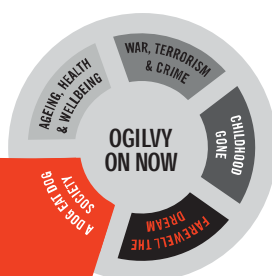 AGEING, HEALTH
& WELLBEING
WAR, TERRORISM
& CRIME
CHILDHOOD
GONE
FAREWELL THE
DREAM
A DOG EAT DOG
SOCIETY
OGILVY
ON NOW